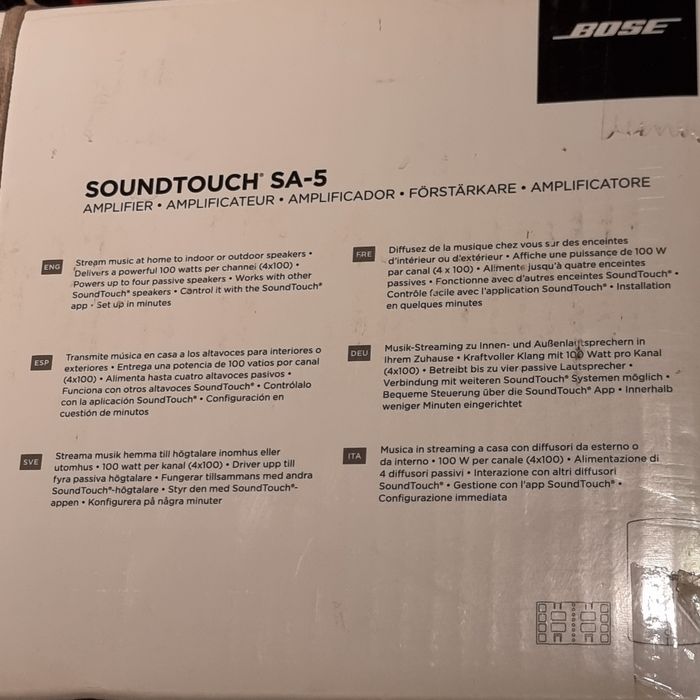 BOSE
SOUNDTOUCH® SA-5
AMPLIFIER • AMPLIFICATEUR • AMPLIFICADOR • FÖRSTÄRKARE • AMPLIFICATORE
ENG
Stream music at home to indoor or outdoor speakers •
Delivers a powerful 100 watts per channel (4x100) •
Powers up to four passive speakers • Works with other
SoundTouch® speakers • Control it with the SoundTouch®
app • Set up in minutes
FRE
Diffusez de la musique chez vous sur des enceintes
d'intérieur ou d'extérieur • Affiche une puissance de 100 W
par canal (4 x 100) • Alimente jusqu'à quatre enceintes
passives • Fonctionne avec d'autres enceintes SoundTouch® •
Contrôle facile avec l'application SoundTouch® • Installation
en quelques minutes
ESP
Transmite música en casa a los altavoces para interiores o
exteriores • Entrega una potencia de 100 vatios por canal
(4x100) • Alimenta hasta cuatro altavoces pasivos •
Funciona con otros altavoces SoundTouch® • Contrólalo
con la aplicación SoundTouch® • Configuración en
cuestión de minutos
DEU
Musik-Streaming zu Innen- und Außenlautsprechern in
Ihrem Zuhause • Kraftvoller Klang mit 100 Watt pro Kanal
(4x100) • Betreibt bis zu vier passive Lautsprecher •
Verbindung mit weiteren SoundTouch® Systemen möglich •
Bequeme Steuerung über die SoundTouch® App • Innerhalb
weniger Minuten eingerichtet
SVE
Streama musik hemma till högtalare inomhus eller
utomhus • 100 watt per kanal (4x100) • Driver upp till
fyra passiva högtalare • Fungerar tillsammans med andra
SoundTouch®-högtalare • Styr den med SoundTouch®-
appen • Konfigurera på några minuter
ITA
Musica in streaming a casa con diffusori da esterno o
da interno • 100 W per canale (4x100) • Alimentazione di
4 diffusori passivi • Interazione con altri diffusori
SoundTouch® • Gestione con l'app SoundTouch® •
Configurazione immediata